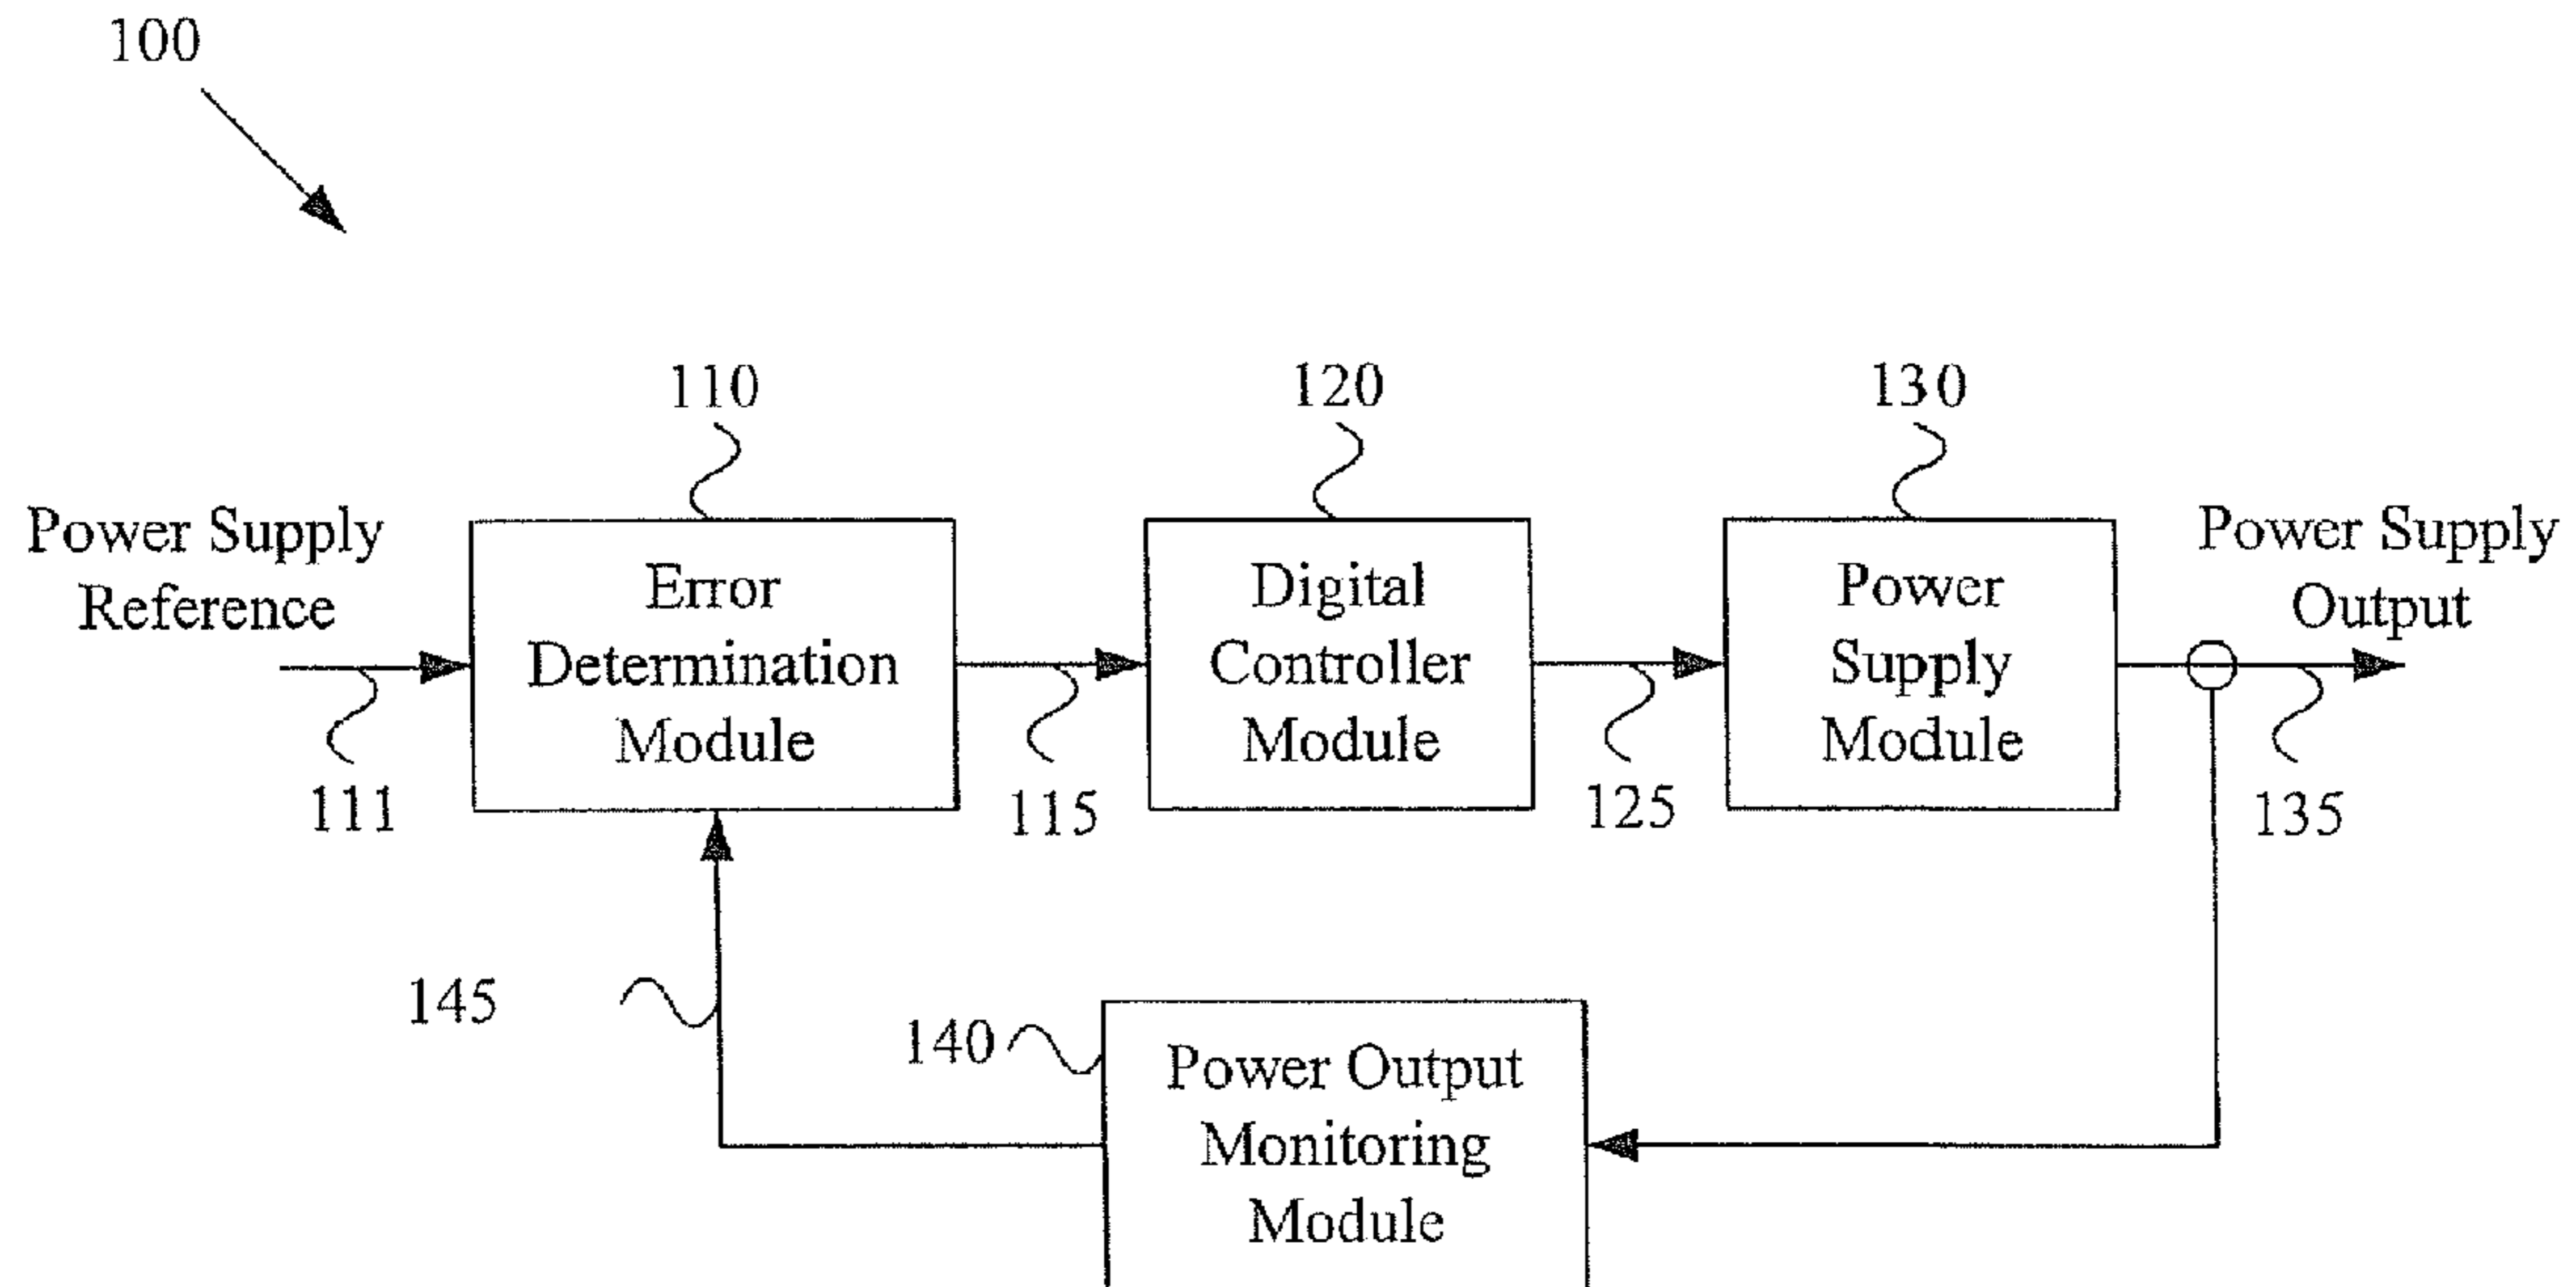 100
110
120
130
Power Supply
Reference
Error
Determination
Module
Digital
Controller
Module
Power
Supply
Module
Power Supply
Output
111
115
125
135
145
140
Power Output
Monitoring
Module